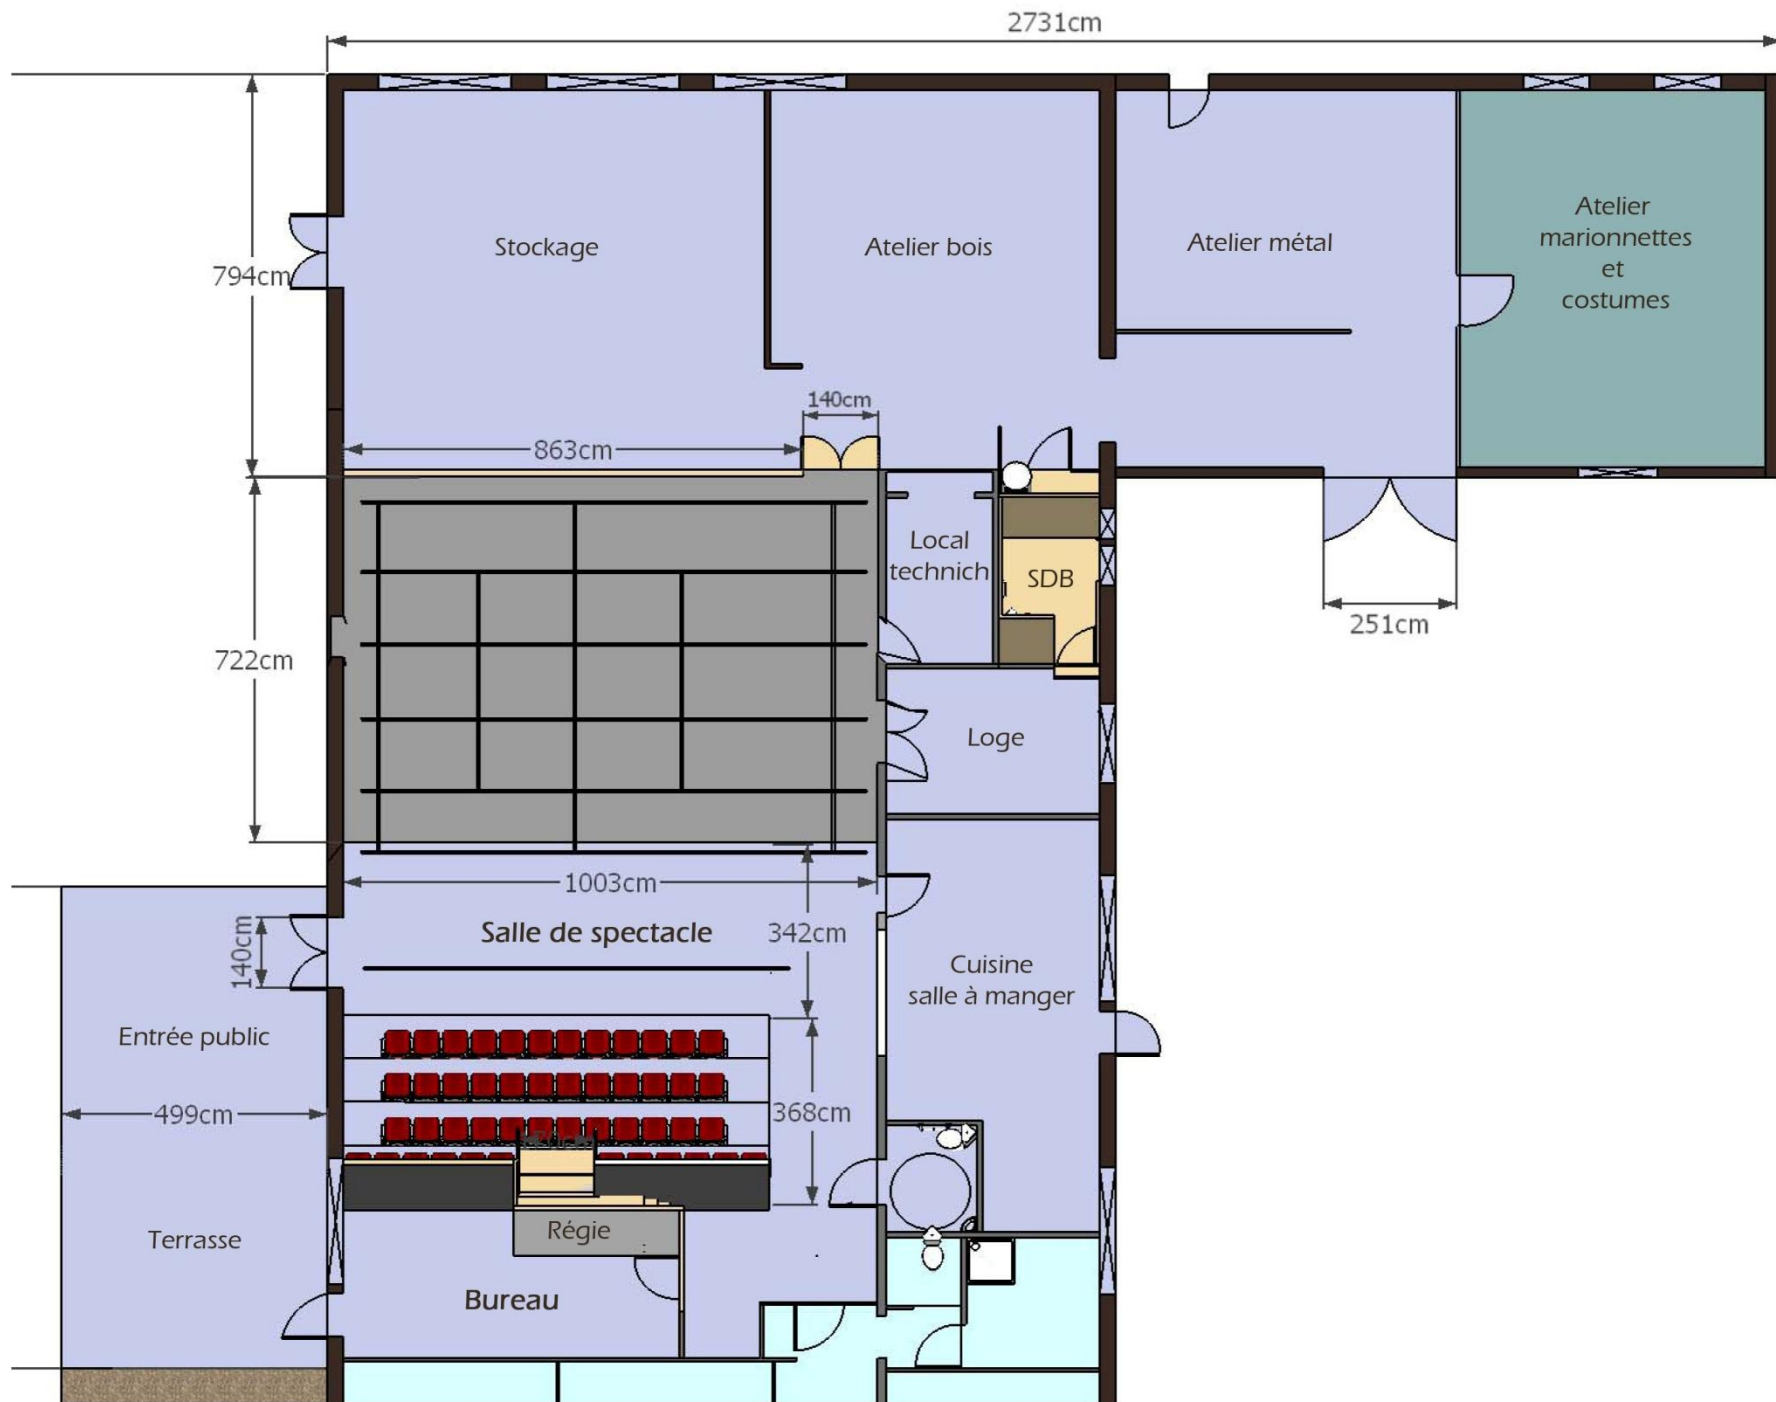 2731cm
Stockage
Atelier bois
Atelier métal
Atelier
marionnettes
et
costumes
794cm
140cm
863cm
Local
technich
SDB
251cm
722cm
Loge
1003cm
Salle de spectacle
342cm
140cm
Cuisine
salle à manger
Entrée public
499cm
368cm
Régie
Terrasse
Bureau